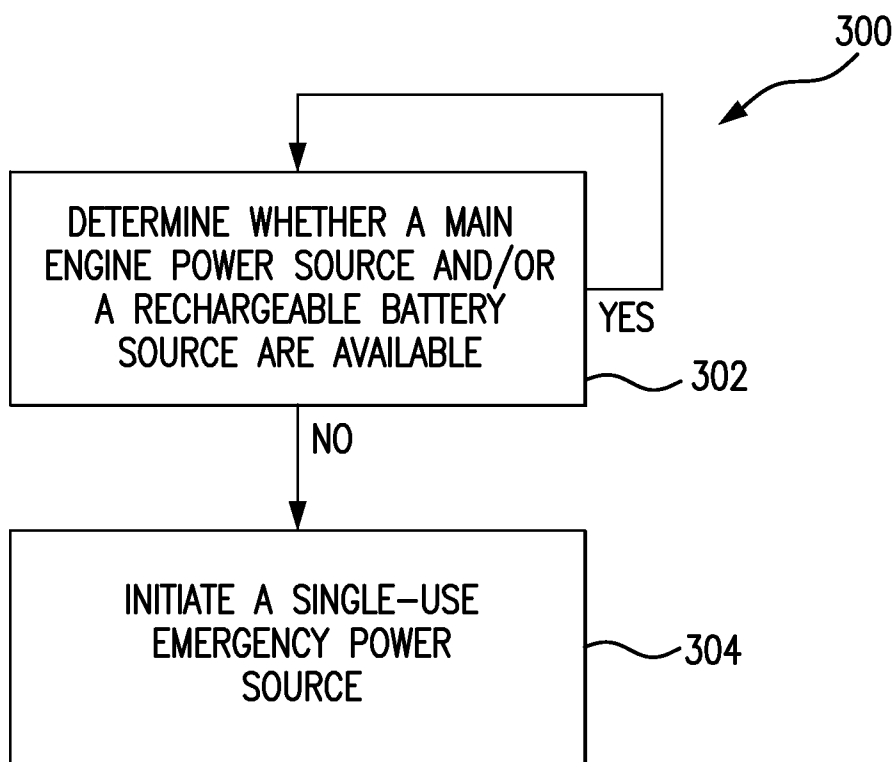 300
DETERMINE WHETHER A MAIN
ENGINE POWER SOURCE AND/OR
A RECHARGEABLE BATTERY
SOURCE ARE AVAILABLE
YES
302
NO
INITIATE A SINGLE-USE
EMERGENCY POWER
SOURCE
304